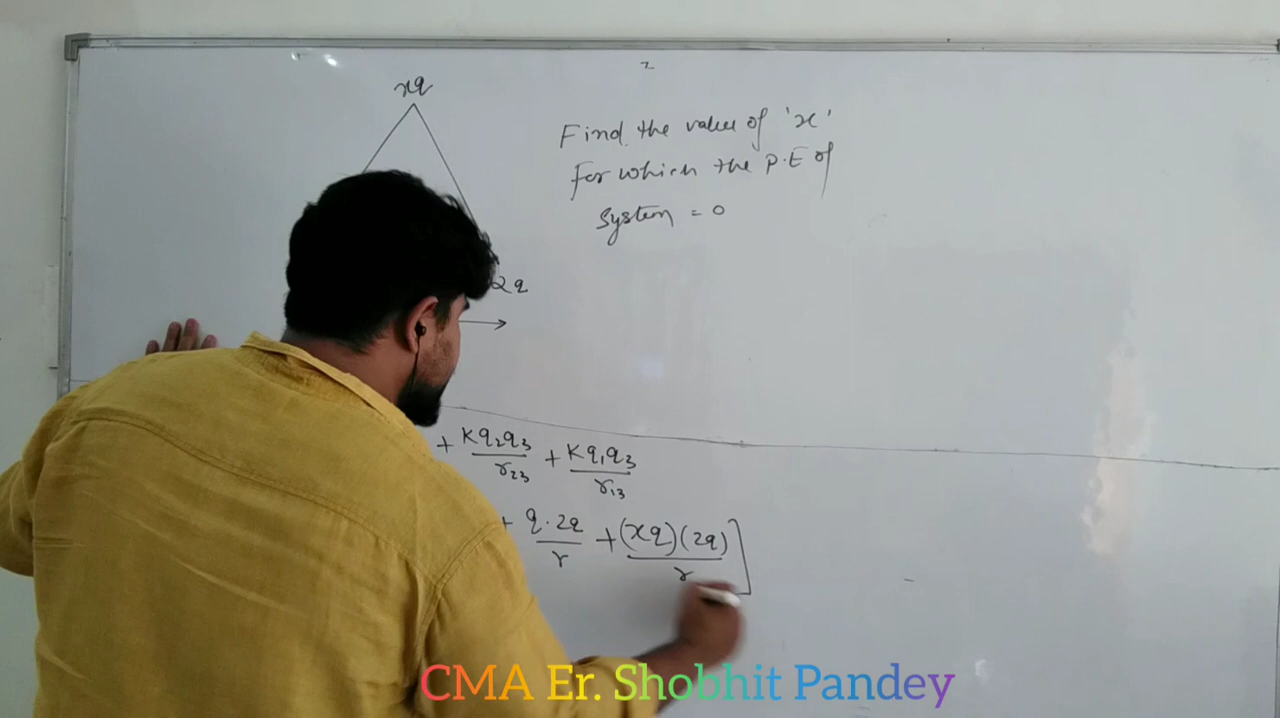 xq
Find the value of 'x'
for which the P.E of
system = 0
2q
+ Kq₂q₃/r₂₃ + Kq₁q₃/r₁₃
+ q.2q/r + (xq)(2q)/r ]
CMA Er. Shobhit Pandey